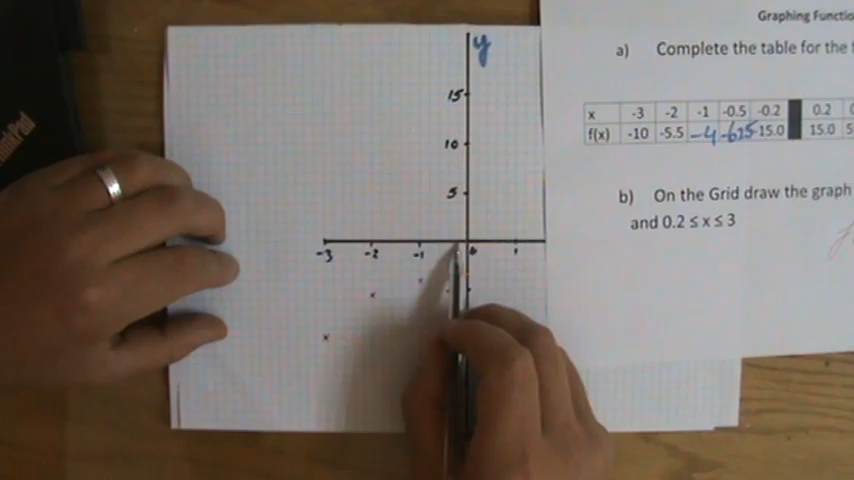 Graphing Functio
a) Complete the table for the f
x -3 -2 -1 -0.5 -0.2 0.2
f(x) -10 -5.5 -4 -6.25 -15.0 15.0 5
b) On the Grid draw the graph
and 0.2 ≤ x ≤ 3
y
15
10
5
-3 -2 -1 0 1
ThinkPad